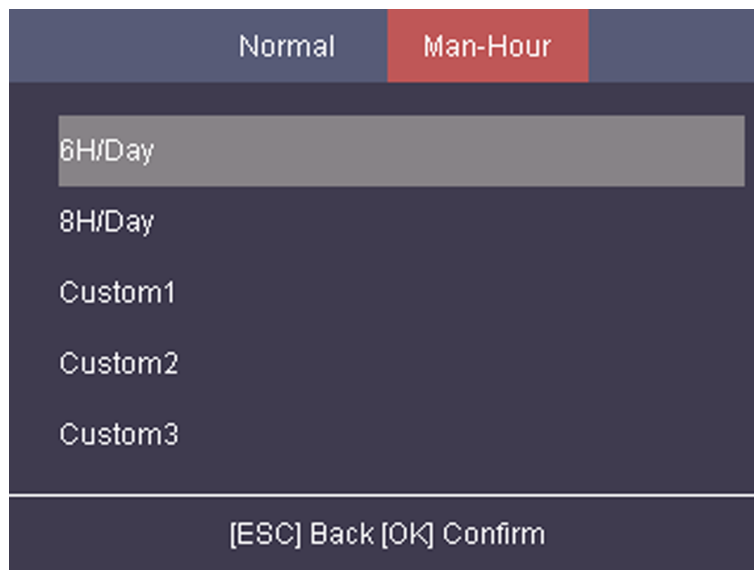 Normal Man-Hour
6H/Day
8H/Day
Custom1
Custom2
Custom3
[ESC] Back [OK] Confirm